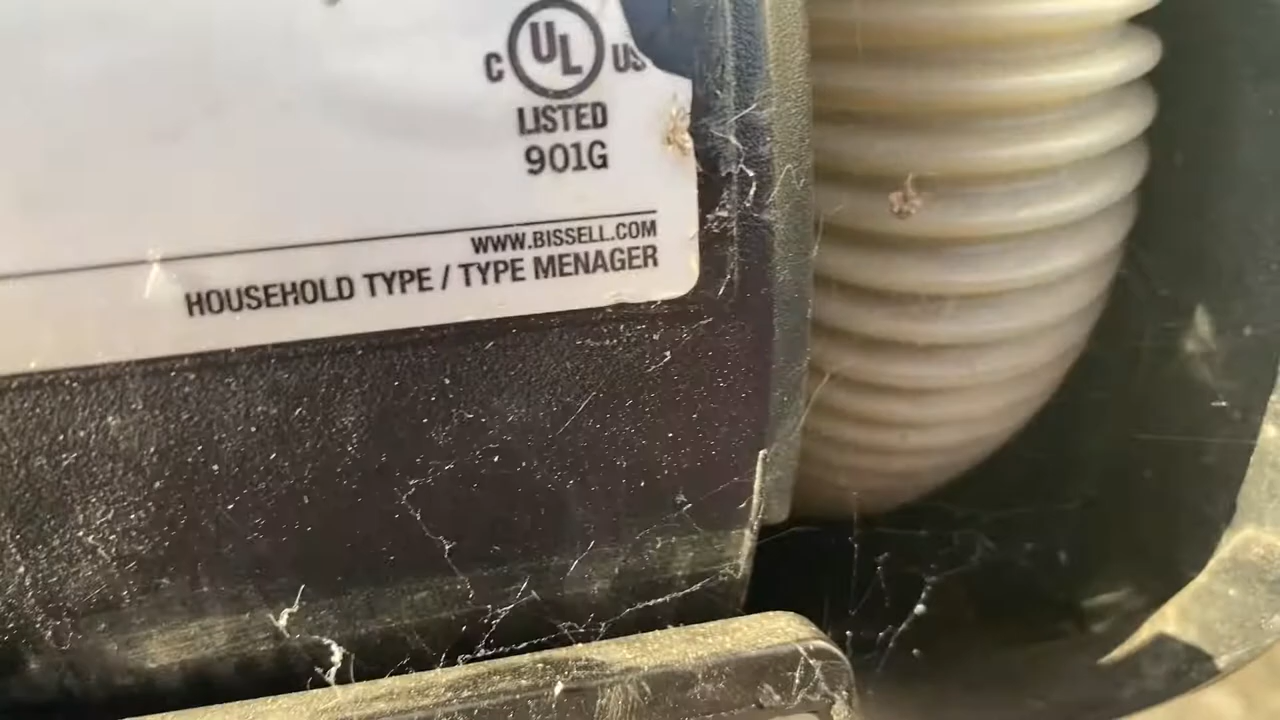 C UL US
LISTED
901G
WWW.BISSELL.COM
HOUSEHOLD TYPE / TYPE MENAGER